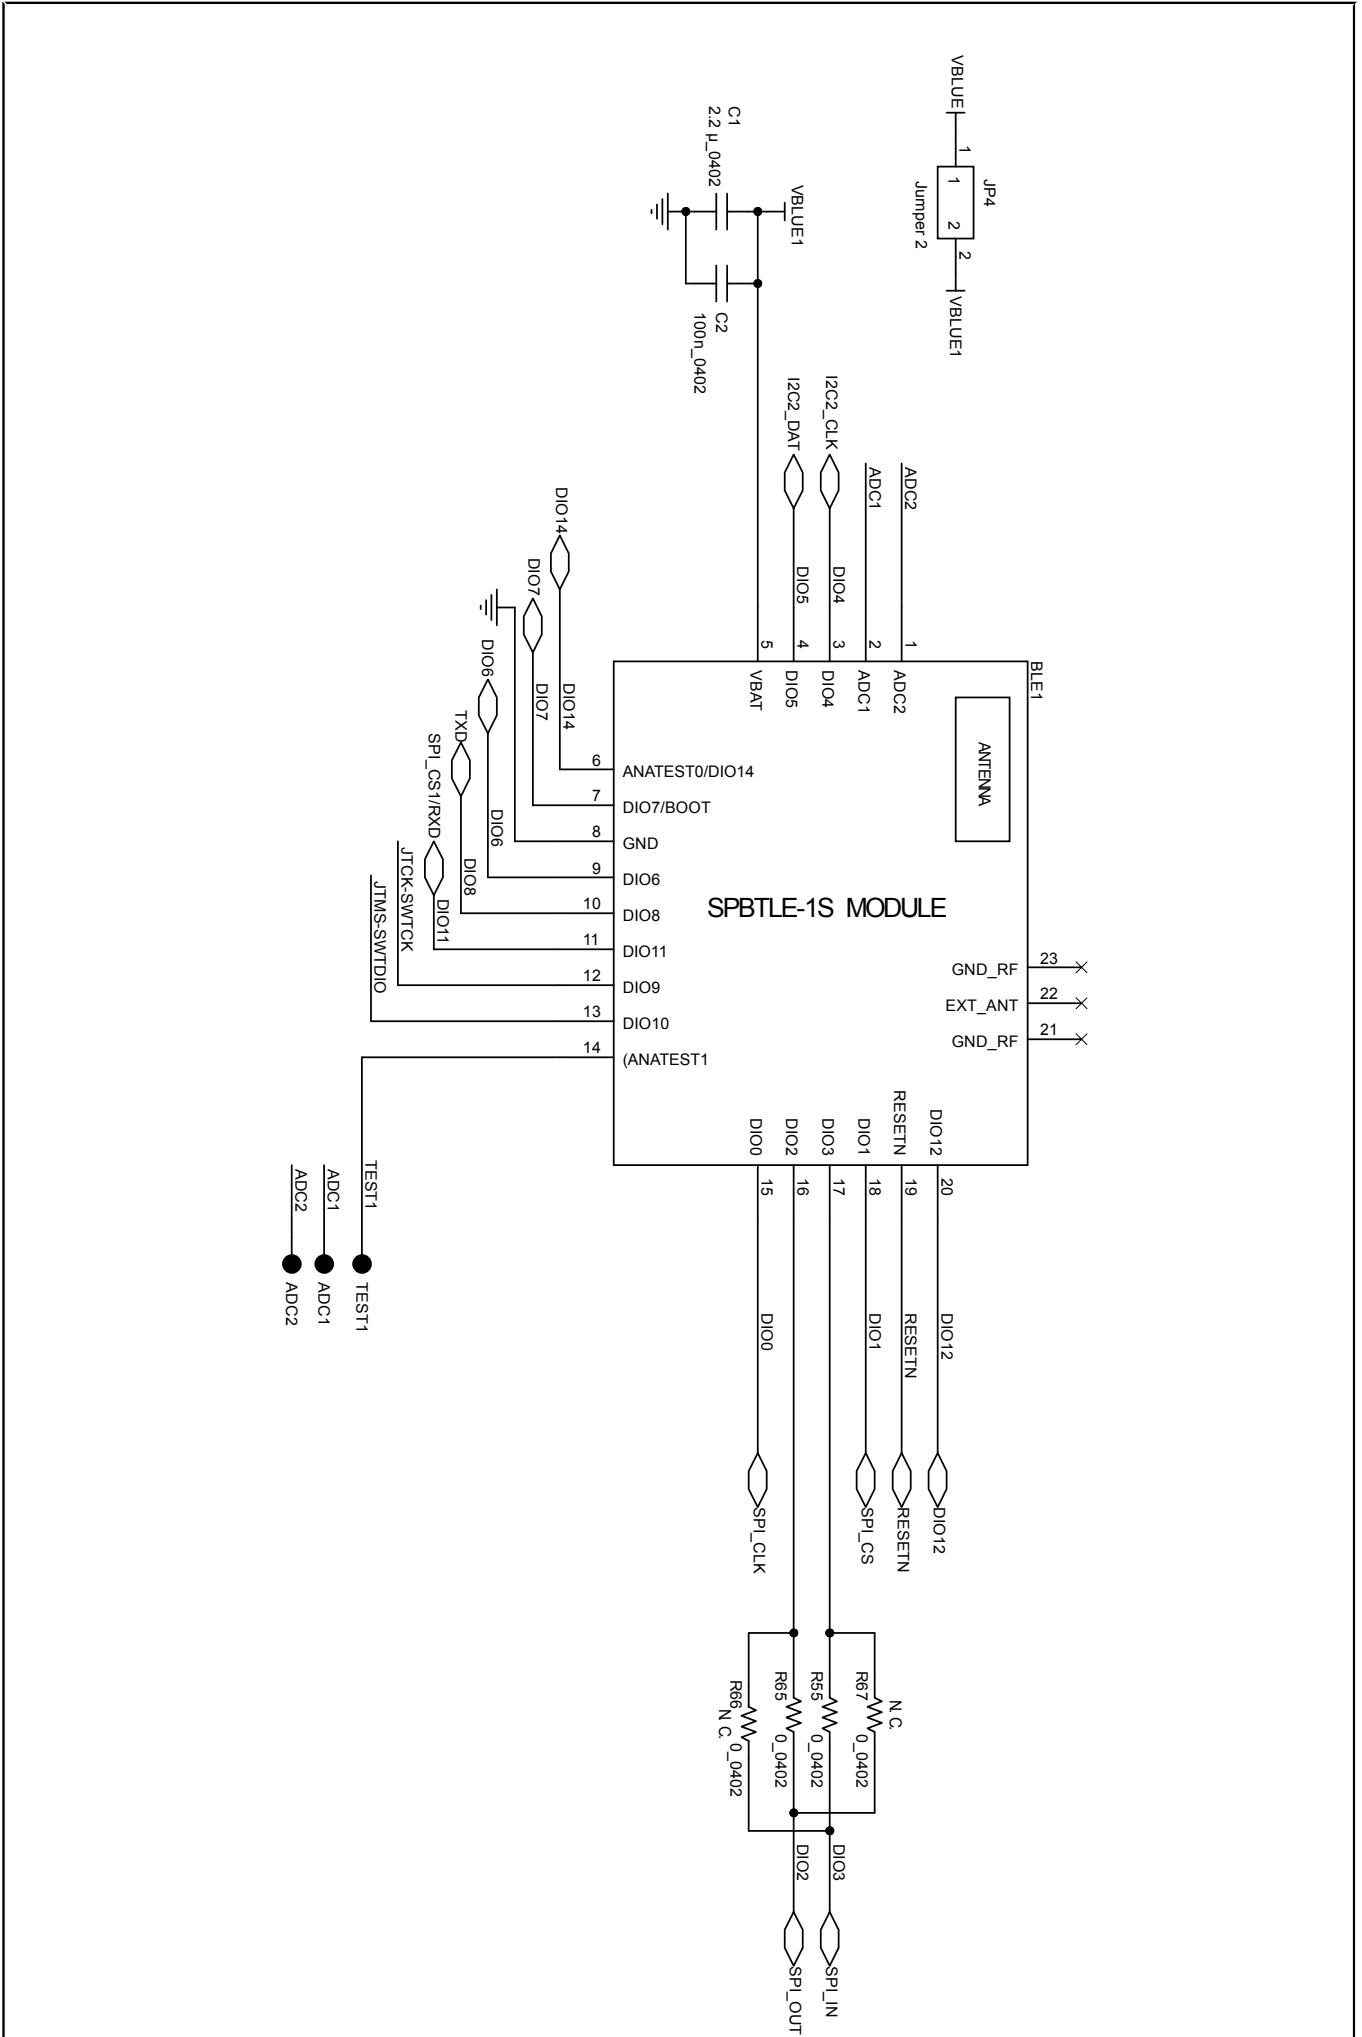 VBLUE
1
JP4
1 2
Jumper 2
2
VBLUE1
C1
2.2 µ_0402
VBLUE1
C2
100n_0402
I2C2_CLK
I2C2_DAT
ADC2
ADC1
DIO4
DIO5
1
2
3
4
5
BLE1
ADC2
ADC1
DIO4
DIO5
VBAT
ANTENNA
SPBTLE-1S MODULE
DIO14
DIO7
DIO6
TXD
SPI_CS1/RXD
DIO14
DIO7
DIO6
DIO8
DIO11
JTCK-SWTCK
JTMS-SWTDIO
6 ANATEST0/DIO14
7 DIO7/BOOT
8 GND
9 DIO6
10 DIO8
11 DIO11
12 DIO9
13 DIO10
14 (ANATEST1
GND_RF 23
EXT_ANT 22
GND_RF 21
DIO12
RESETN
DIO1
DIO3
DIO2
DIO0
20
19
18
17
16
15
TEST1
ADC1
ADC2
TEST1
ADC1
ADC2
DIO12
RESETN
DIO1
DIO0
DIO12
RESETN
SPI_CS
SPI_CLK
N.C.
R67 0_0402
R55 0_0402
R65 0_0402
R66 0_0402
N.C.
DIO3
DIO2
SPI_IN
SPI_OUT